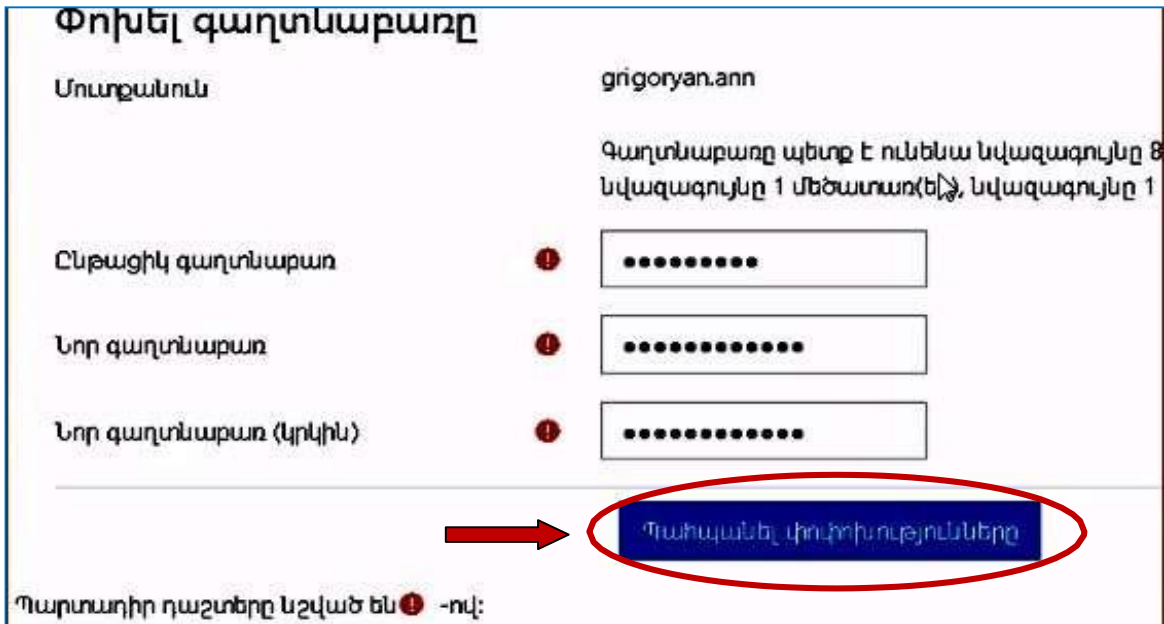 Փոխել գաղտնաբառը
Մուտքանուն grigoryan.ann
Գաղտնաբառը պետք է ունենա նվազագույնը 8
նվազագույնը 1 մեծատառ(եր), նվազագույնը 1
Ընթացիկ գաղտնաբառ ●●●●●●●●●
Նոր գաղտնաբառ ●●●●●●●●●●●●
Նոր գաղտնաբառ (կրկին) ●●●●●●●●●●●●
Պահպանել փոփոխությունները
Պարտադիր դաշտերը նշված են -ով: